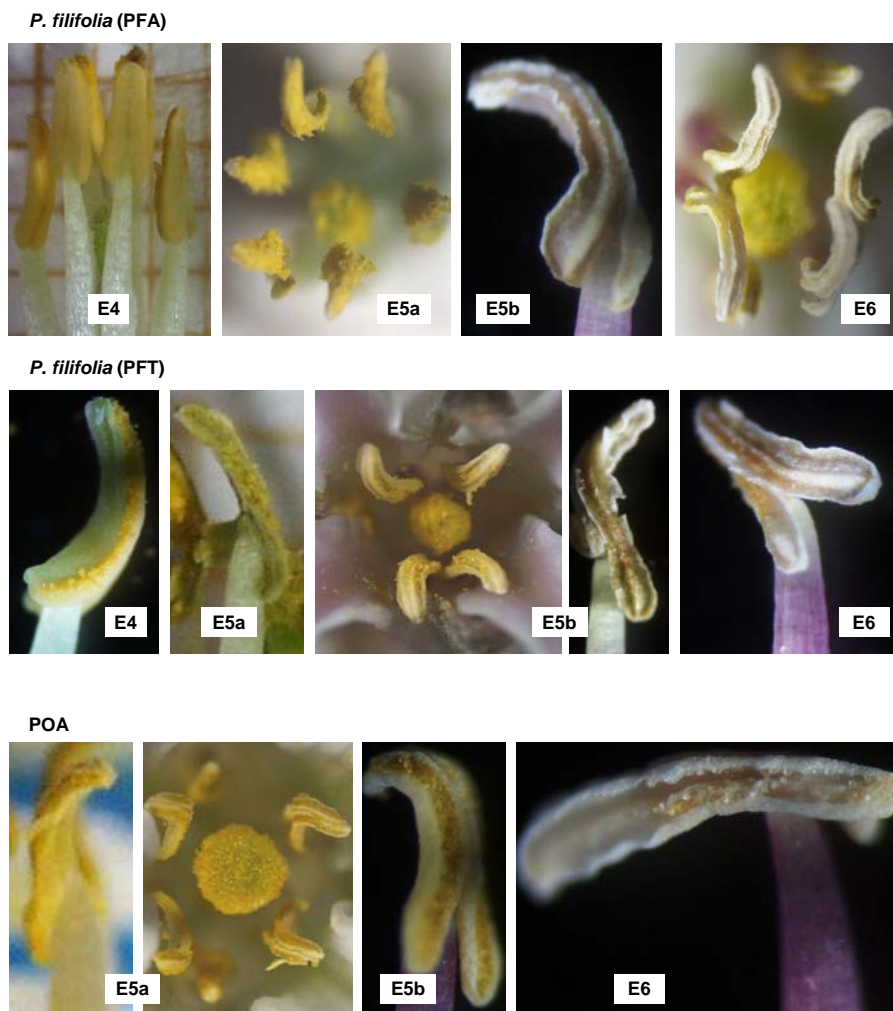 P. filifolia (PFA)
E4
E5a
E5b
E6
P. filifolia (PFT)
E4
E5a
E5b
E6
POA
E5a
E5b
E6